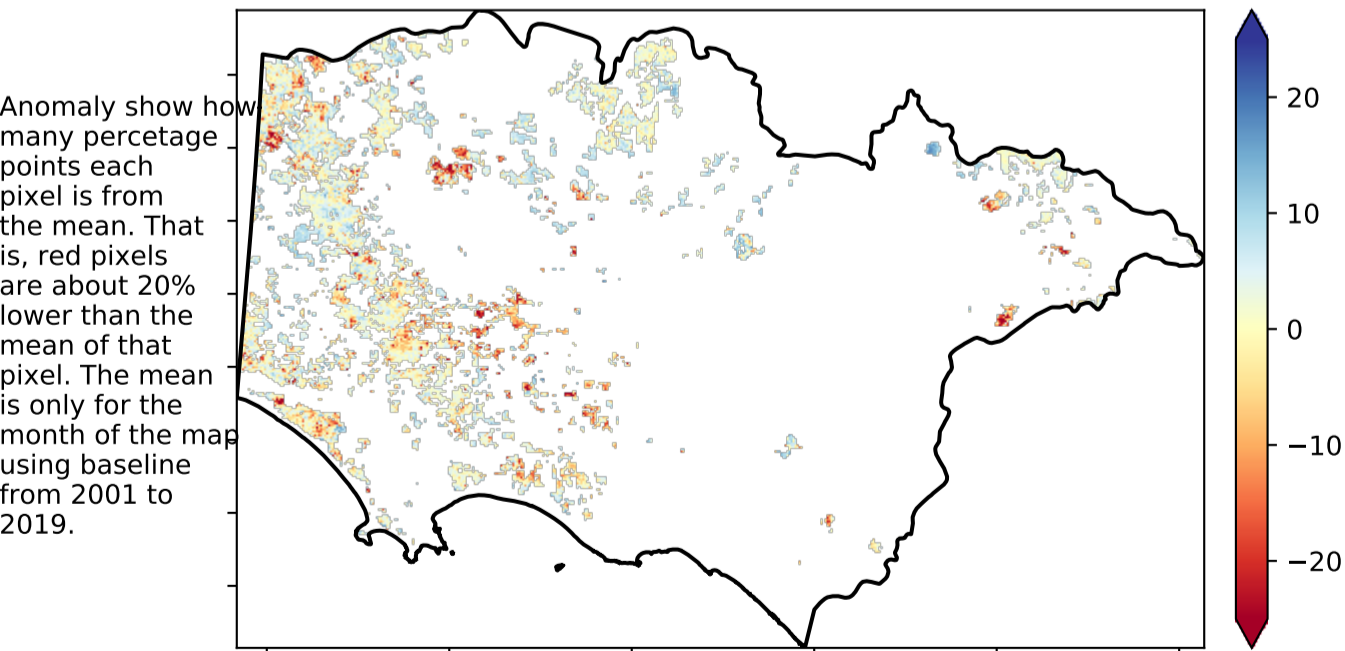 Anomaly show how
many percetage
points each
pixel is from
the mean. That
is, red pixels
are about 20%
lower than the
mean of that
pixel. The mean
is only for the
month of the map
using baseline
from 2001 to
2019.
20
10
0
−10
−20